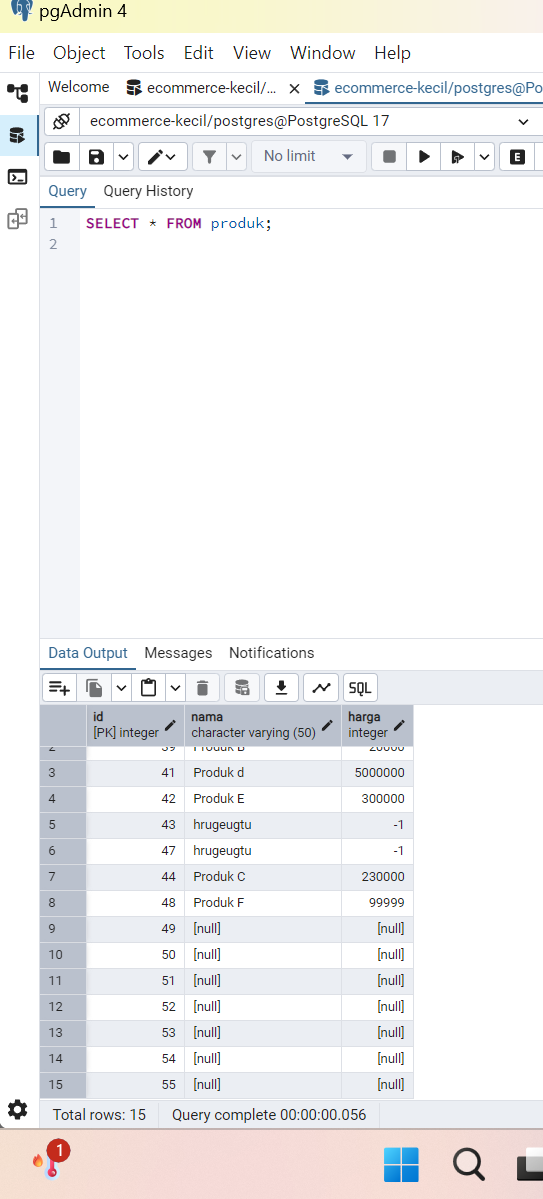 pgAdmin 4
File Object Tools Edit View Window Help
Welcome ecommerce-kecil/... ecommerce-kecil/postgres@Po
ecommerce-kecil/postgres@PostgreSQL 17
No limit E
Query Query History
1 SELECT * FROM produk;
2
Data Output Messages Notifications
SQL
id nama harga
[PK] integer character varying (50) integer
2 39 Produk B 20000
3 41 Produk d 5000000
4 42 Produk E 300000
5 43 hrugeugtu -1
6 47 hrugeugtu -1
7 44 Produk C 230000
8 48 Produk F 99999
9 49 [null] [null]
10 50 [null] [null]
11 51 [null] [null]
12 52 [null] [null]
13 53 [null] [null]
14 54 [null] [null]
15 55 [null] [null]
Total rows: 15 Query complete 00:00:00.056
1